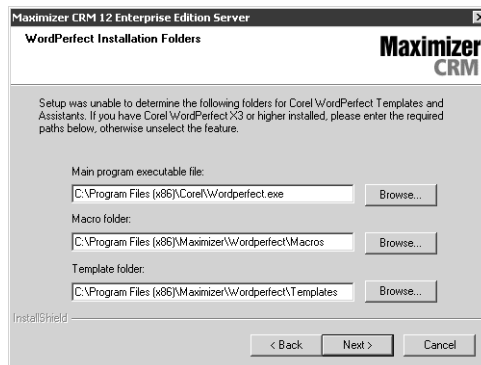 Maximizer CRM 12 Enterprise Edition Server
WordPerfect Installation Folders
Maximizer
CRM
Setup was unable to determine the following folders for Corel WordPerfect Templates and
Assistants. If you have Corel WordPerfect X3 or higher installed, please enter the required
paths below, otherwise unselect the feature.
Main program executable file:
C:\Program Files (x86)\Corel\Wordperfect.exe
Browse...
Macro folder:
C:\Program Files (x86)\Maximizer\Wordperfect\Macros
Browse...
Template folder:
C:\Program Files (x86)\Maximizer\Wordperfect\Templates
Browse...
InstallShield
< Back
Next >
Cancel